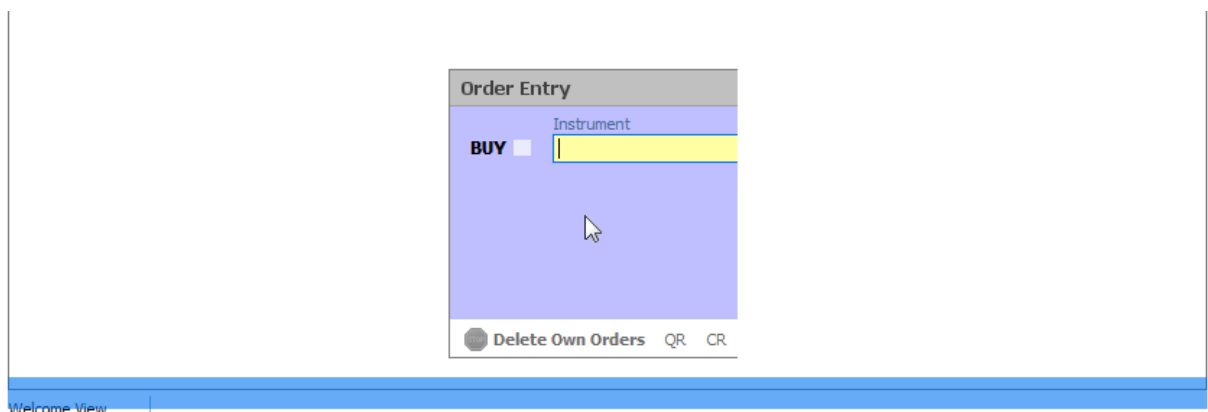 Order Entry
Instrument
BUY
Delete Own Orders QR CR
Welcome View